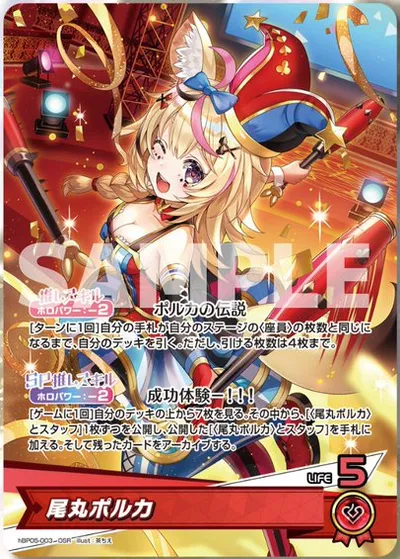 SAMPLE
推しスキル
ホロパワー：-2
ポルカの伝説
[ターンに1回]自分の手札が自分のステージの〈座員〉の枚数と同じに
なるまで、自分のデッキを引く。ただし、引ける枚数は4枚まで。
SP推しスキル
ホロパワー：-2
成功体験＝！！！
[ゲームに1回]自分のデッキの上から7枚を見る。その中から、[〈尾丸ポルカ〉
とスタッフ]1枚ずつを公開し、公開した[〈尾丸ポルカ〉とスタッフ]を手札に
加える。そして残ったカードをアーカイブする。
LIFE 5
尾丸ポルカ
hBP05-003 OSR illust：茶ちえ